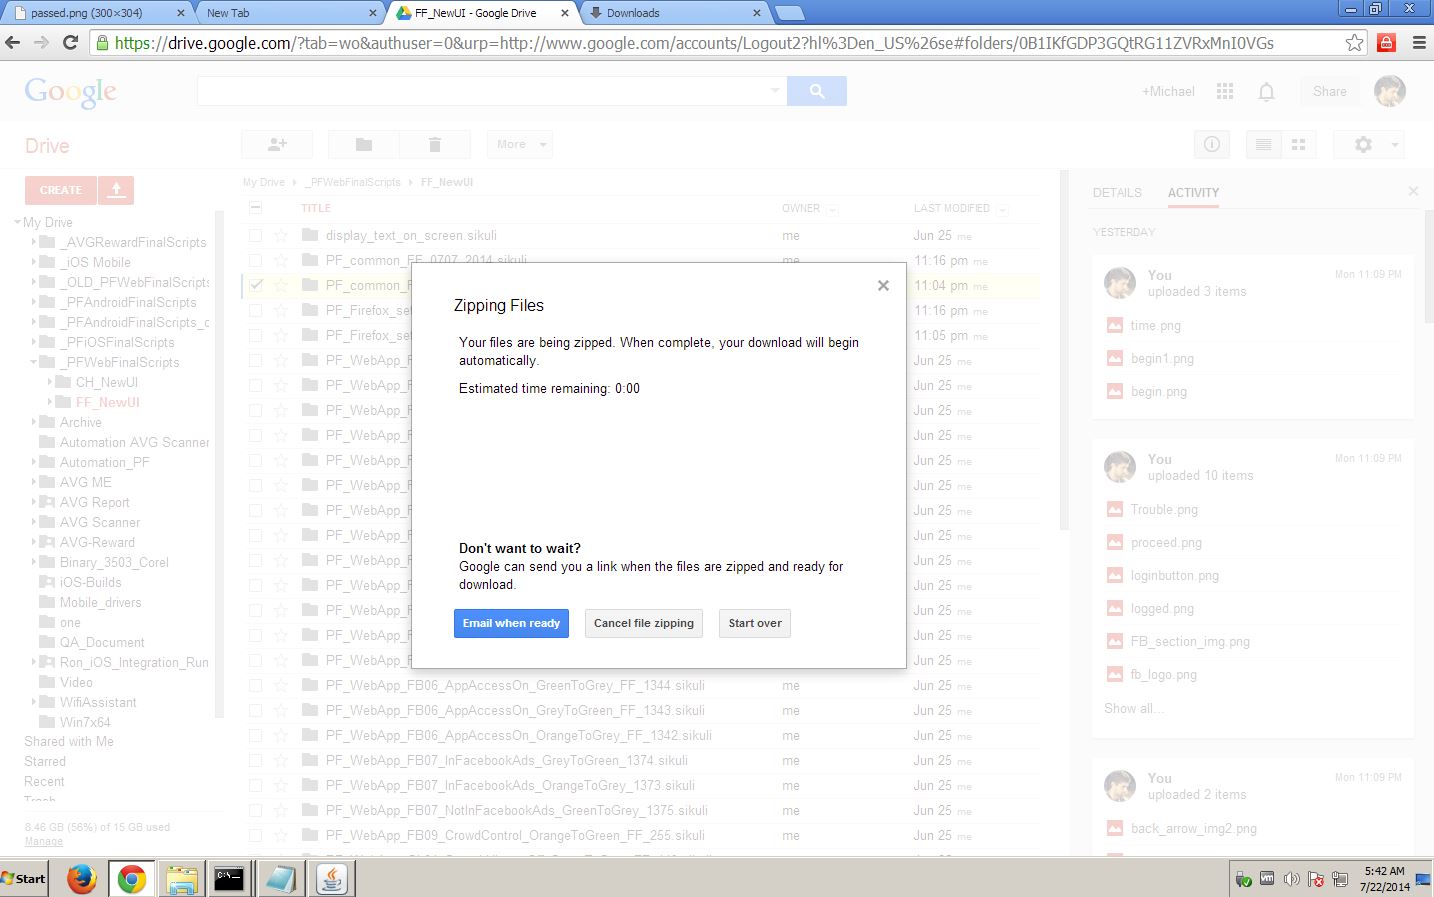 passed.png (300×304)
New Tab
FF_NewUI - Google Drive
Downloads
https://drive.google.com/?tab=wo&authuser=0&urp=http://www.google.com/accounts/Logout2?hl%3Den_US%26se#folders/0B1IKfGDP3GQtRG11ZVRxMnI0VGs
Google
+Michael
Share
Drive
More
CREATE
My Drive
_AVGRewardFinalScripts
_iOS Mobile
_OLD_PFWebFinalScripts
_PFAndroidFinalScripts
_PFAndroidFinalScripts_c
_PFiOSFinalScripts
_PFWebFinalScripts
CH_NewUI
FF_NewUI
Archive
Automation AVG Scanner
Automation_PF
AVG ME
AVG Report
AVG Scanner
AVG-Reward
Binary_3503_Corel
iOS-Builds
Mobile_drivers
one
QA_Document
Ron_iOS_Integration_Run
Video
WifiAssistant
Win7x64
Shared with Me
Starred
Recent
Trash
8.46 GB (56%) of 15 GB used
Manage
My Drive _PFWebFinalScripts FF_NewUI
TITLE OWNER LAST MODIFIED
display_text_on_screen.sikuli me Jun 25 me
PF_common_FF_0707_2014.sikuli me 11:16 pm me
PF_common_F 11:04 pm me
PF_Firefox_set 11:16 pm me
PF_Firefox_set 11:05 pm me
PF_WebApp_F Jun 25 me
PF_WebApp_F Jun 25 me
PF_WebApp_F Jun 25 me
PF_WebApp_F Jun 25 me
PF_WebApp_F Jun 25 me
PF_WebApp_F Jun 25 me
PF_WebApp_F Jun 25 me
PF_WebApp_F Jun 25 me
PF_WebApp_F Jun 25 me
PF_WebApp_F Jun 25 me
PF_WebApp_F Jun 25 me
PF_WebApp_F Jun 25 me
PF_WebApp_F Jun 25 me
PF_WebApp_FB06_AppAccessOn_GreenToGrey_FF_1344.sikuli me Jun 25 me
PF_WebApp_FB06_AppAccessOn_GreyToGreen_FF_1343.sikuli me Jun 25 me
PF_WebApp_FB06_AppAccessOn_OrangeToGreen_FF_1342.sikuli me Jun 25 me
PF_WebApp_FB07_InFacebookAds_GreyToGreen_1374.sikuli me Jun 25 me
PF_WebApp_FB07_InFacebookAds_OrangeToGreen_1373.sikuli me Jun 25 me
PF_WebApp_FB07_NotInFacebookAds_GreenToGrey_1375.sikuli me Jun 25 me
PF_WebApp_FB09_CrowdControl_OrangeToGreen_FF_255.sikuli me Jun 25 me
Zipping Files
Your files are being zipped. When complete, your download will begin
automatically.
Estimated time remaining: 0:00
Don't want to wait?
Google can send you a link when the files are zipped and ready for
download.
Email when ready
Cancel file zipping
Start over
DETAILS ACTIVITY
YESTERDAY
You Mon 11:09 PM
uploaded 3 items
time.png
begin1.png
begin.png
You Mon 11:09 PM
uploaded 10 items
Trouble.png
proceed.png
loginbutton.png
logged.png
FB_section_img.png
fb_logo.png
Show all...
You Mon 11:09 PM
uploaded 2 items
back_arrow_img2.png
Start
C:\
vm
5:42 AM
7/22/2014